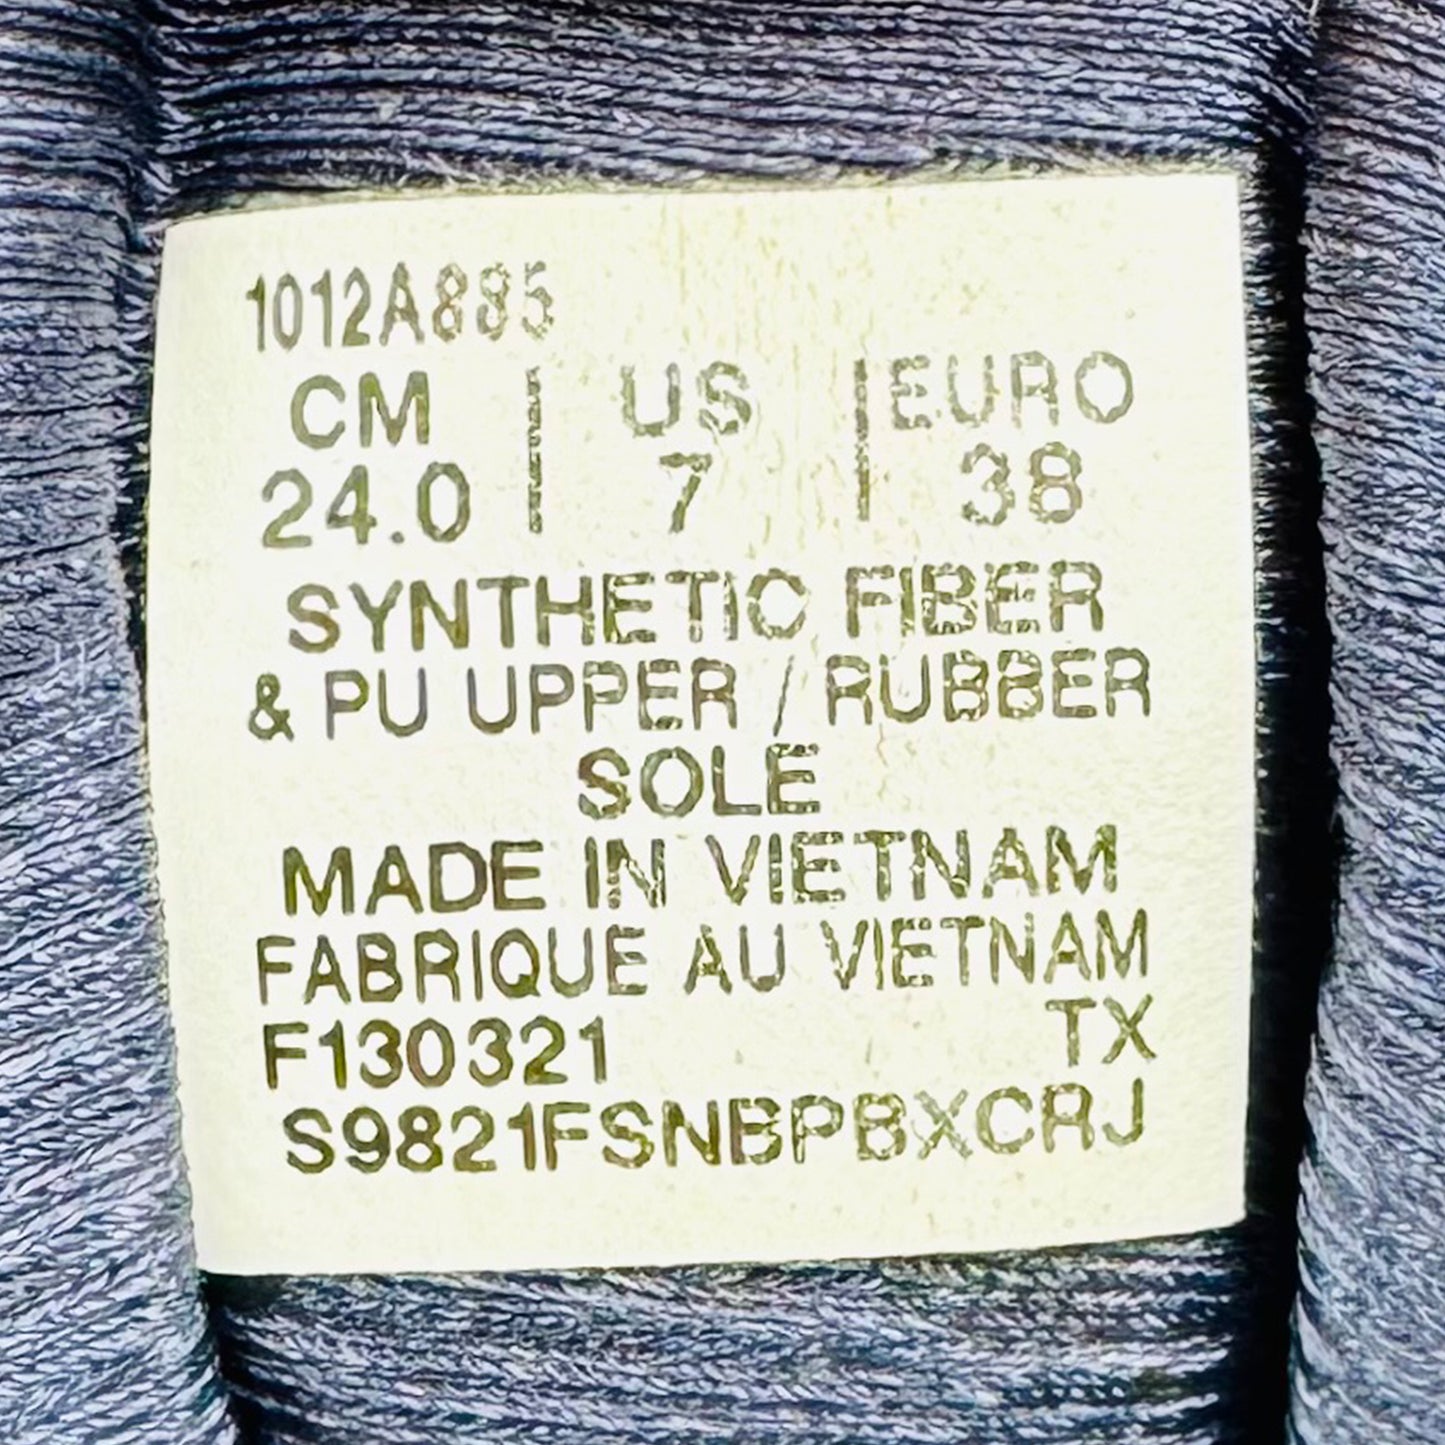 1012A885
CM | US | EURO
24.0 | 7 | 38
SYNTHETIC FIBER
& PU UPPER / RUBBER
SOLE
MADE IN VIETNAM
FABRIQUE AU VIETNAM
F130321 TX
S9821FSNBPBXCRJ